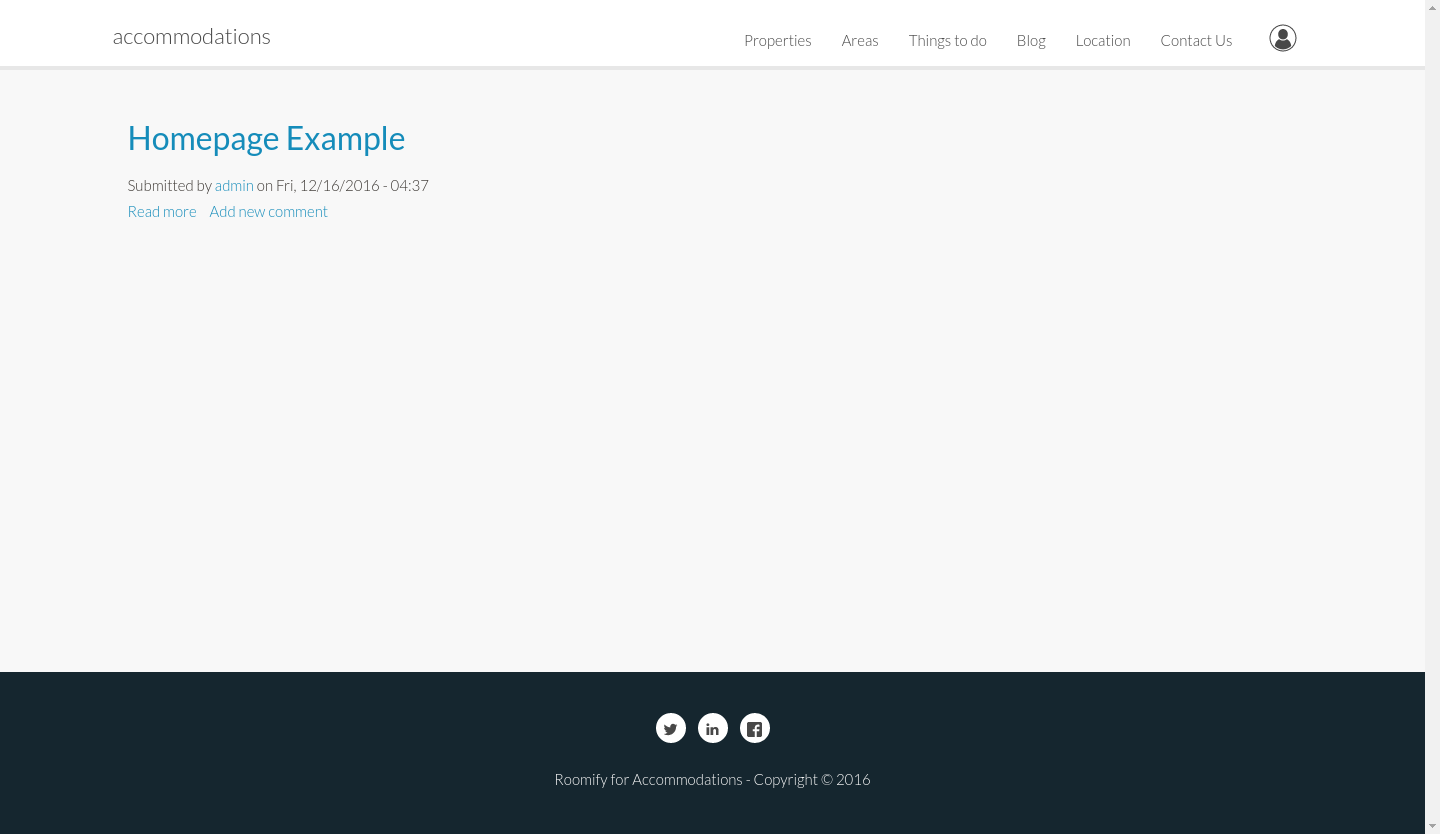 accommodations
Properties Areas Things to do Blog Location Contact Us
Homepage Example
Submitted by admin on Fri, 12/16/2016 - 04:37
Read more Add new comment
Roomify for Accommodations - Copyright © 2016